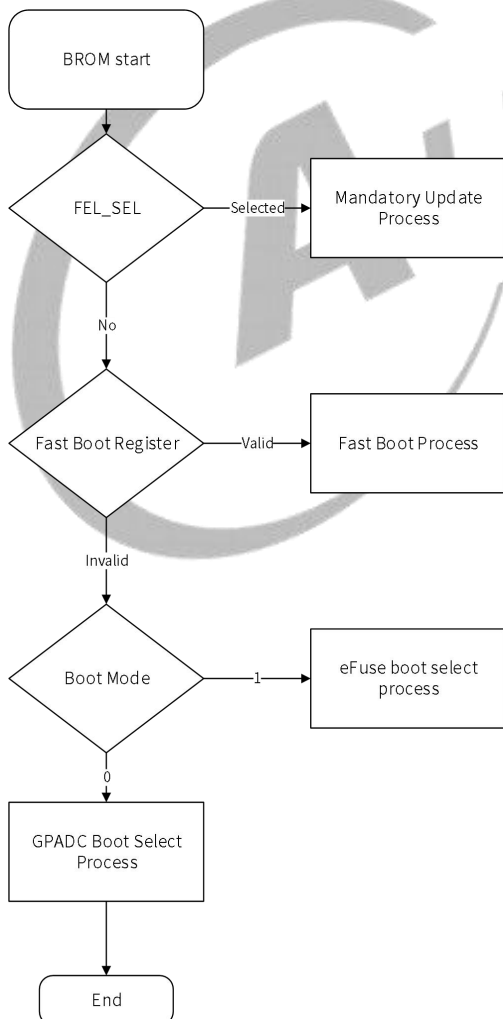 BROM start
FEL_SEL
Selected
Mandatory Update
Process
No
Fast Boot Register
Valid
Fast Boot Process
Invalid
Boot Mode
1
eFuse boot select
process
0
GPADC Boot Select
Process
End